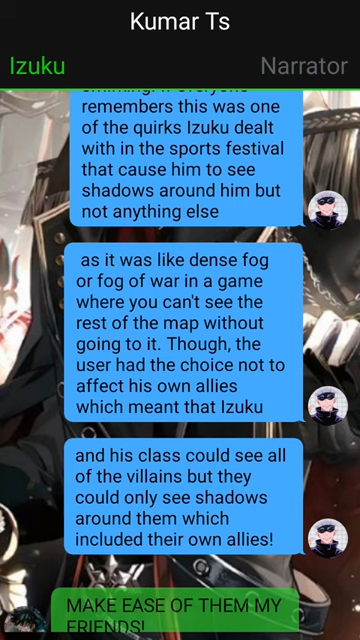 Kumar Ts
Izuku
Narrator
remembers this was one
of the quirks Izuku dealt
with in the sports festival
that cause him to see
shadows around him but
not anything else
as it was like dense fog
or fog of war in a game
where you can't see the
rest of the map without
going to it. Though, the
user had the choice not to
affect his own allies
which meant that Izuku
and his class could see all
of the villains but they
could only see shadows
around them which
included their own allies!
MAKE EASE OF THEM MY
FRIENDS!